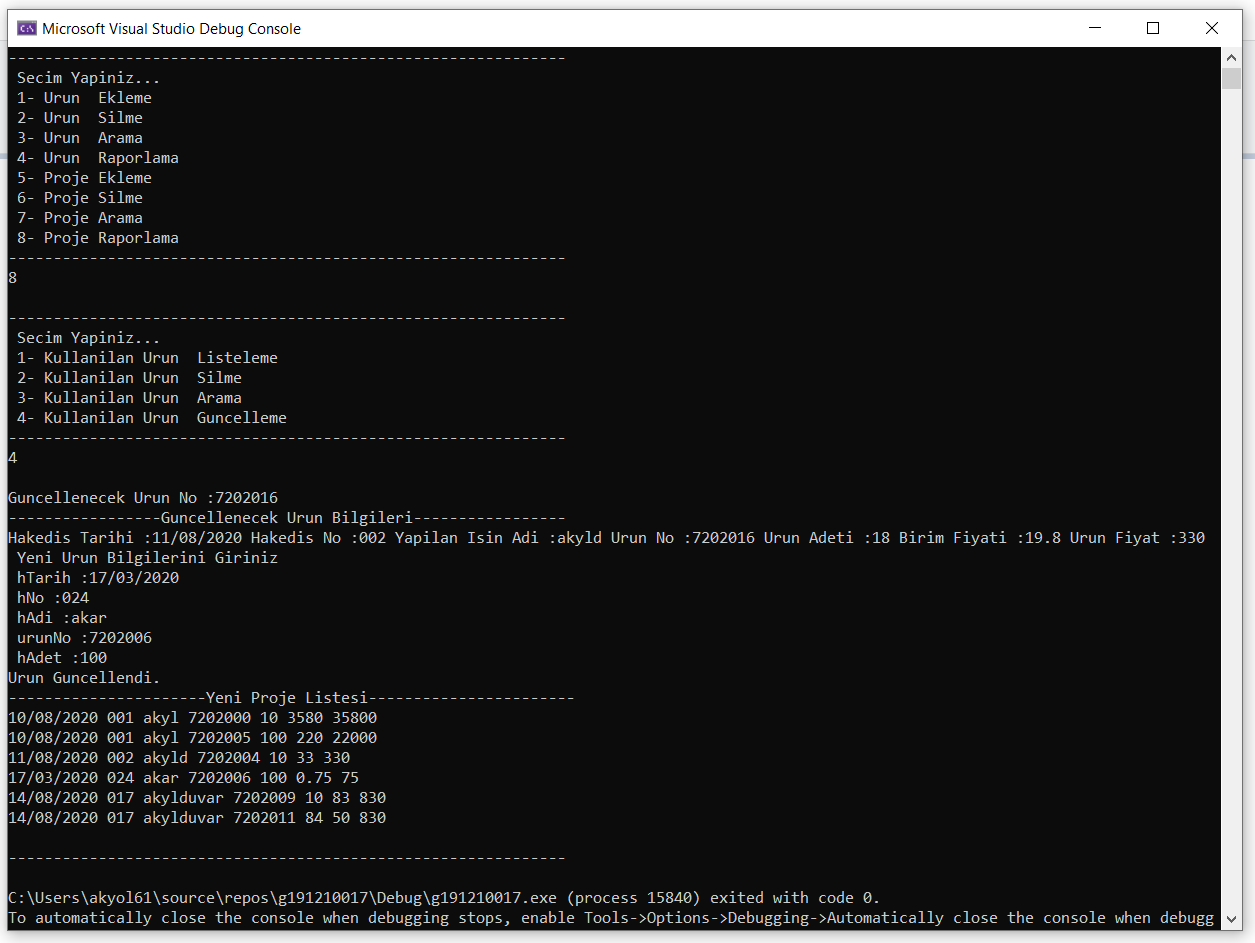 Microsoft Visual Studio Debug Console
--------------------------------------------------------------
Secim Yapiniz...
1- Urun  Ekleme
2- Urun  Silme
3- Urun  Arama
4- Urun  Raporlama
5- Proje Ekleme
6- Proje Silme
7- Proje Arama
8- Proje Raporlama
--------------------------------------------------------------
8
--------------------------------------------------------------
Secim Yapiniz...
1- Kullanilan Urun  Listeleme
2- Kullanilan Urun  Silme
3- Kullanilan Urun  Arama
4- Kullanilan Urun  Guncelleme
--------------------------------------------------------------
4
Guncellenecek Urun No :7202016
-----------------Guncellenecek Urun Bilgileri-----------------
Hakedis Tarihi :11/08/2020 Hakedis No :002 Yapilan Isin Adi :akyld Urun No :7202016 Urun Adeti :18 Birim Fiyati :19.8 Urun Fiyat :330
Yeni Urun Bilgilerini Giriniz
hTarih :17/03/2020
hNo :024
hAdi :akar
urunNo :7202006
hAdet :100
Urun Guncellendi.
----------------------Yeni Proje Listesi-----------------------
10/08/2020 001 akyl 7202000 10 3580 35800
10/08/2020 001 akyl 7202005 100 220 22000
11/08/2020 002 akyld 7202004 10 33 330
17/03/2020 024 akar 7202006 100 0.75 75
14/08/2020 017 akylduvar 7202009 10 83 830
14/08/2020 017 akylduvar 7202011 84 50 830
--------------------------------------------------------------
C:\Users\akyol61\source\repos\g191210017\Debug\g191210017.exe (process 15840) exited with code 0.
To automatically close the console when debugging stops, enable Tools->Options->Debugging->Automatically close the console when debugg